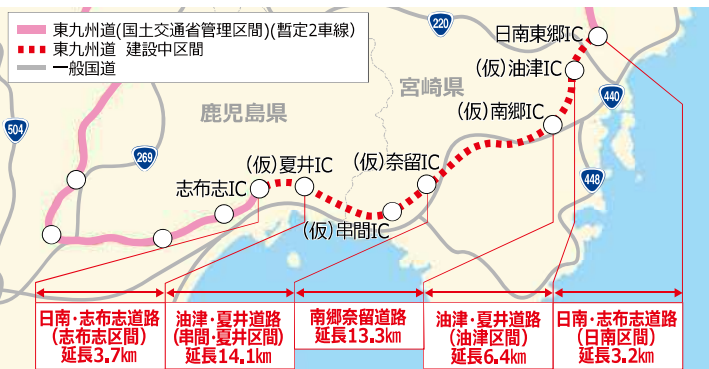 東九州道(国土交通省管理区間)(暫定2車線)
東九州道 建設中区間
一般国道
220
日南東郷IC
(仮)油津IC
宮崎県
(仮)南郷IC
440
鹿児島県
504
269
(仮)夏井IC
(仮)奈留IC
志布志IC
448
(仮)串間IC
日南・志布志道路
(志布志区間)
延長3.7km
油津・夏井道路
(串間・夏井区間)
延長14.1km
南郷奈留道路
延長13.3km
油津・夏井道路
(油津区間)
延長6.4km
日南・志布志道路
(日南区間)
延長3.2km